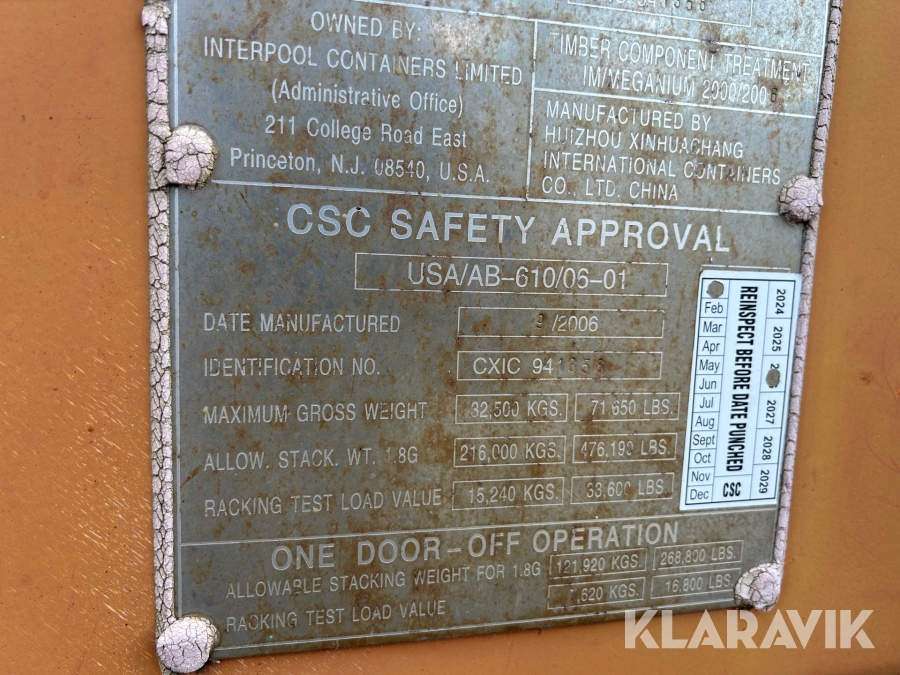 OWNED BY:
INTERPOOL CONTAINERS LIMITED
(Administrative Office)
211 College Road East
Princeton, N.J. 08540, U.S.A.
TIMBER COMPONENT TREATMENT
IM/VEGANIUM 2000/2006
MANUFACTURED BY
HUIZHOU XINHUACHANG
INTERNATIONAL CONTAINERS
CO., LTD. CHINA
CSC SAFETY APPROVAL
USA/AB-610/06-01
DATE MANUFACTURED 9 /2006
IDENTIFICATION NO. CXIC
MAXIMUM GROSS WEIGHT 32,500 KGS. 71,650 LBS.
ALLOW. STACK. WT. 1.8G 216,000 KGS. 476,190 LBS.
RACKING TEST LOAD VALUE 15,240 KGS. 33,600 LBS.
ONE DOOR-OFF OPERATION
ALLOWABLE STACKING WEIGHT FOR 1.8G 121,920 KGS. 268,800 LBS.
RACKING TEST LOAD VALUE 7,620 KGS. 16,800 LBS.
Feb
Mar
Apr
May
Jun
Jul
Aug
Sept
Oct
Nov
Dec
REINSPECT BEFORE DATE PUNCHED
CSC
2024 2025 2027 2028 2029
KLARAVIK